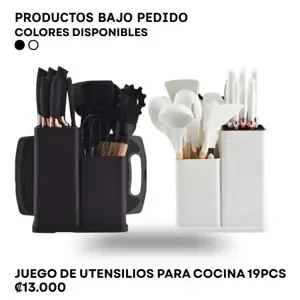 PRODUCTOS BAJO PEDIDO
COLORES DISPONIBLES
JUEGO DE UTENSILIOS PARA COCINA 19PCS
₡13.000